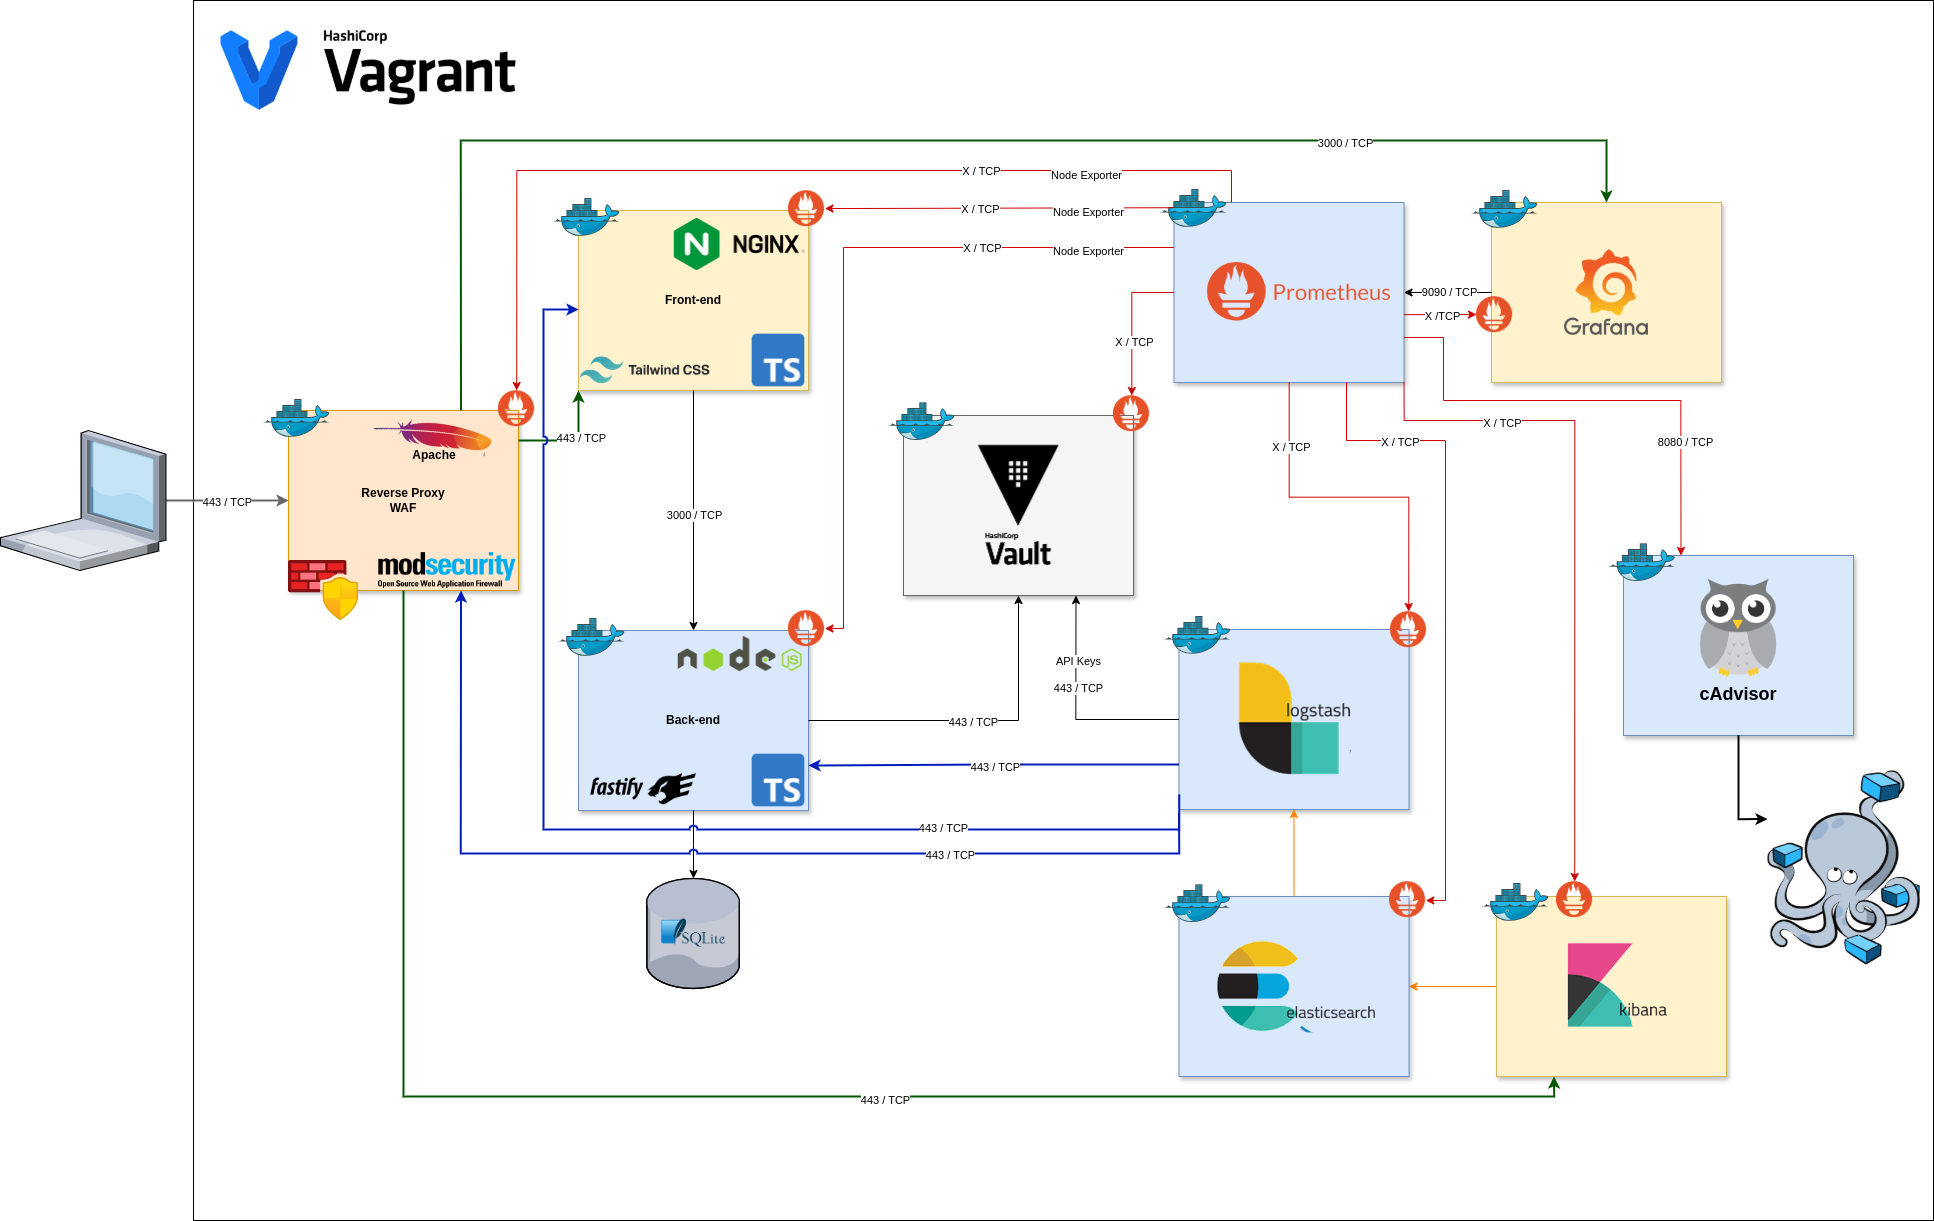 HashiCorp
Vagrant
3000 / TCP
X / TCP
Node Exporter
X / TCP
Node Exporter
X / TCP
Node Exporter
NGINX
Front-end
Tailwind CSS
TS
Prometheus
9090 / TCP
X /TCP
Grafana
X / TCP
443 / TCP
Apache
Reverse Proxy
WAF
modsecurity
Open Source Web Application Firewall
443 / TCP
3000 / TCP
HashiCorp
Vault
X / TCP
X / TCP
X / TCP
8080 / TCP
cAdvisor
node
JS
Back-end
fastify
TS
443 / TCP
API Keys
443 / TCP
443 / TCP
443 / TCP
443 / TCP
logstash
SQLite
elasticsearch
kibana
443 / TCP